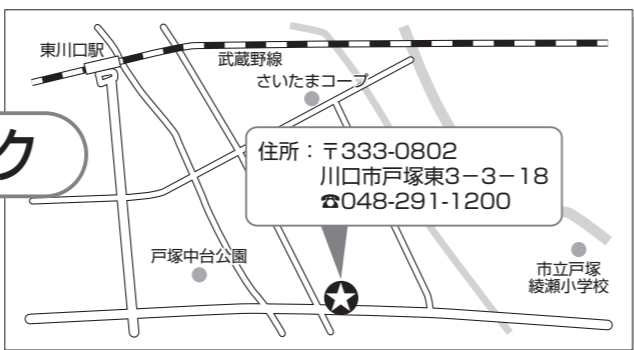 東川口駅
武蔵野線
さいたまコープ
ク
住所：〒333-0802
川口市戸塚東3−3−18
☎048-291-1200
戸塚中台公園
市立戸塚
綾瀬小学校